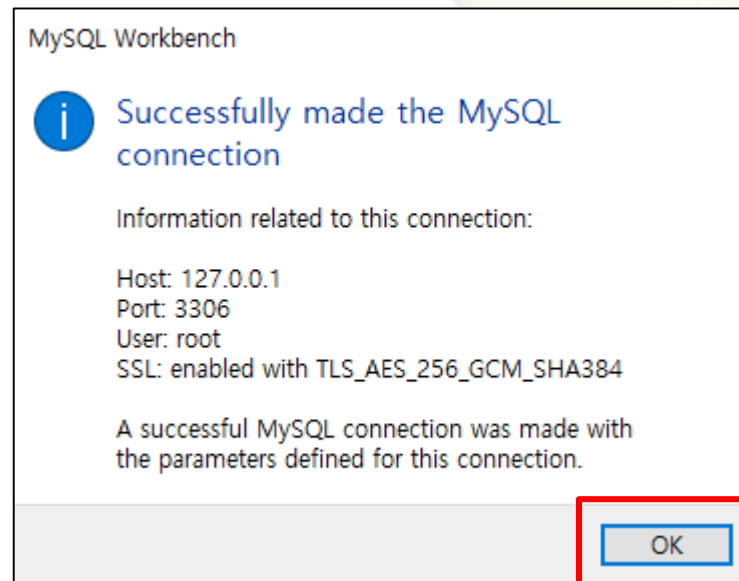 MySQL Workbench
Successfully made the MySQL
connection
Information related to this connection:
Host: 127.0.0.1
Port: 3306
User: root
SSL: enabled with TLS_AES_256_GCM_SHA384
A successful MySQL connection was made with
the parameters defined for this connection.
OK